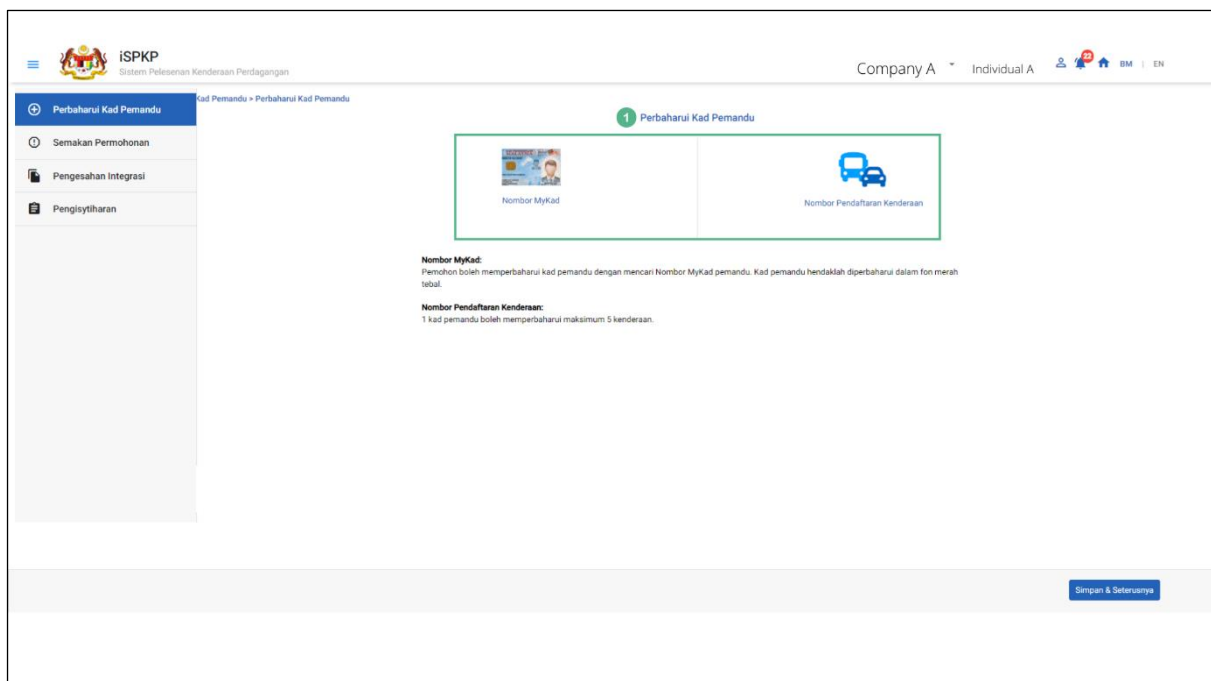 iSPKP
Sistem Pelesenan Kenderaan Perdagangan
Company A
Individual A
22
BM | EN
Perbaharui Kad Pemandu
Semakan Permohonan
Pengesahan Integrasi
Pengisytiharan
Kad Pemandu > Perbaharui Kad Pemandu
1 Perbaharui Kad Pemandu
Nombor MyKad
Nombor Pendaftaran Kenderaan
Nombor MyKad:
Pemohon boleh memperbaharui kad pemandu dengan mencari Nombor MyKad pemandu. Kad pemandu hendaklah diperbaharui dalam fon merah
tebal.
Nombor Pendaftaran Kenderaan:
1 kad pemandu boleh memperbaharui maksimum 5 kenderaan.
Simpan & Seterusnya